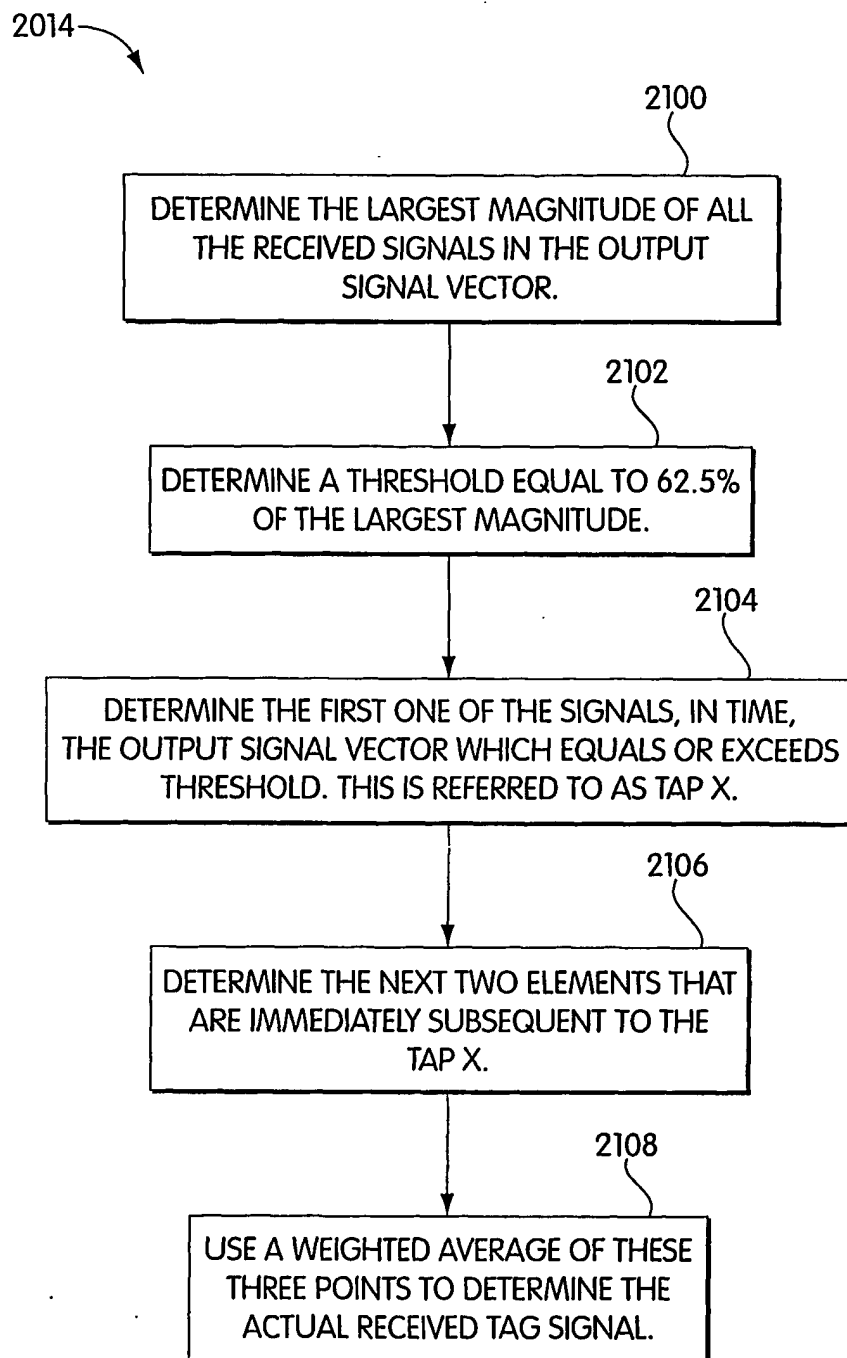 2014
2100
DETERMINE THE LARGEST MAGNITUDE OF ALL
THE RECEIVED SIGNALS IN THE OUTPUT
SIGNAL VECTOR.
2102
DETERMINE A THRESHOLD EQUAL TO 62.5%
OF THE LARGEST MAGNITUDE.
2104
DETERMINE THE FIRST ONE OF THE SIGNALS, IN TIME,
THE OUTPUT SIGNAL VECTOR WHICH EQUALS OR EXCEEDS
THRESHOLD. THIS IS REFERRED TO AS TAP X.
2106
DETERMINE THE NEXT TWO ELEMENTS THAT
ARE IMMEDIATELY SUBSEQUENT TO THE
TAP X.
2108
USE A WEIGHTED AVERAGE OF THESE
THREE POINTS TO DETERMINE THE
ACTUAL RECEIVED TAG SIGNAL.